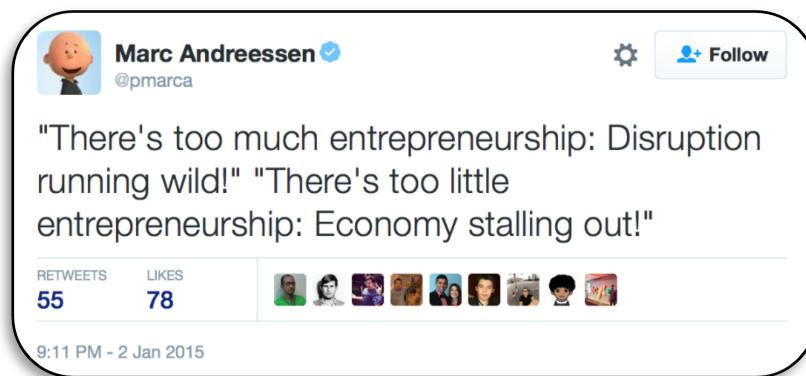 Marc Andreessen
@pmarca
Follow
"There's too much entrepreneurship: Disruption
running wild!" "There's too little
entrepreneurship: Economy stalling out!"
RETWEETS LIKES
55 78
9:11 PM - 2 Jan 2015